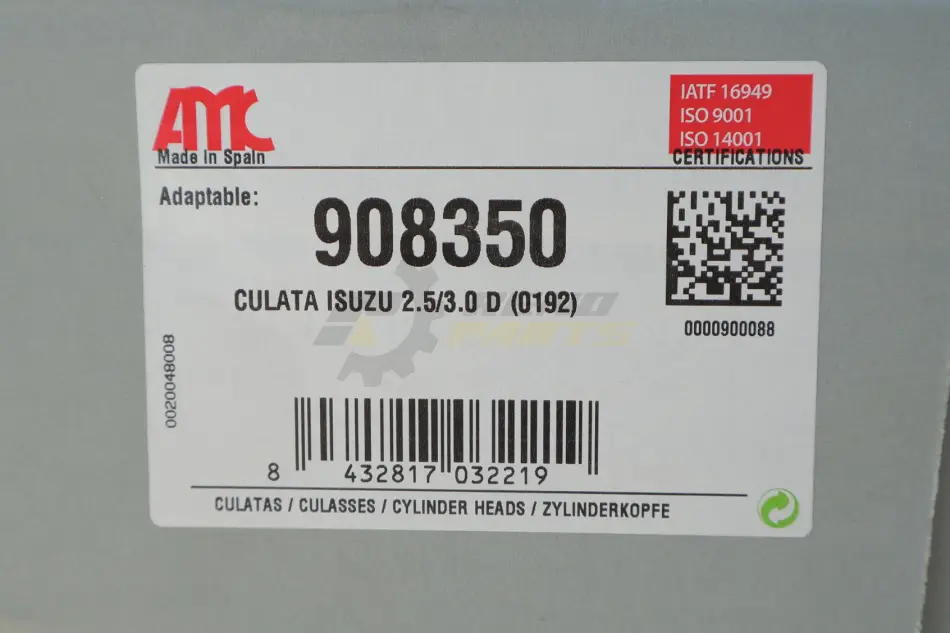 AMC
Made in Spain
IATF 16949
ISO 9001
ISO 14001
CERTIFICATIONS
Adaptable:
908350
CULATA ISUZU 2.5/3.0 D (0192)
0000900088
0020048008
PARTS
8 432817 032219
CULATAS / CULASSES / CYLINDER HEADS / ZYLINDERKOPFE